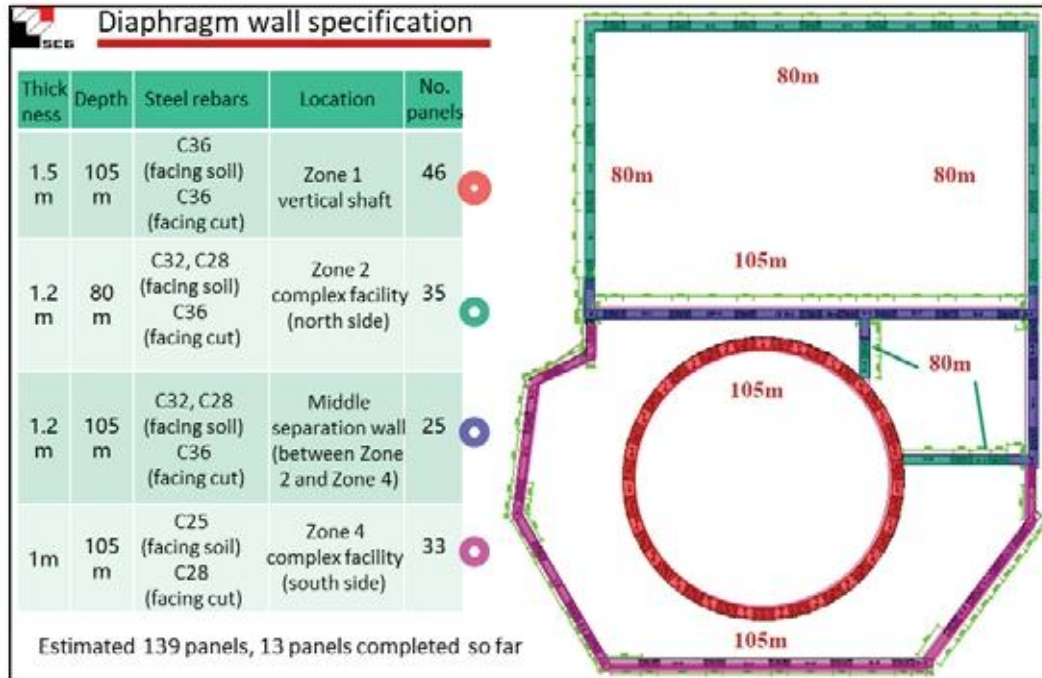 SCG
Diaphragm wall specification
Thick
ness
Depth
Steel rebars
Location
No.
panels
1.5
m
105
m
C36
(facing soil)
C36
(facing cut)
Zone 1
vertical shaft
46
1.2
m
80
m
C32, C28
(facing soil)
C36
(facing cut)
Zone 2
complex facility
(north side)
35
1.2
m
105
m
C32, C28
(facing soil)
C36
(facing cut)
Middle
separation wall
(between Zone
2 and Zone 4)
25
1m
105
m
C25
(facing soil)
C28
(facing cut)
Zone 4
complex facility
(south side)
33
Estimated 139 panels, 13 panels completed so far
80m
80m
80m
105m
80m
105m
105m